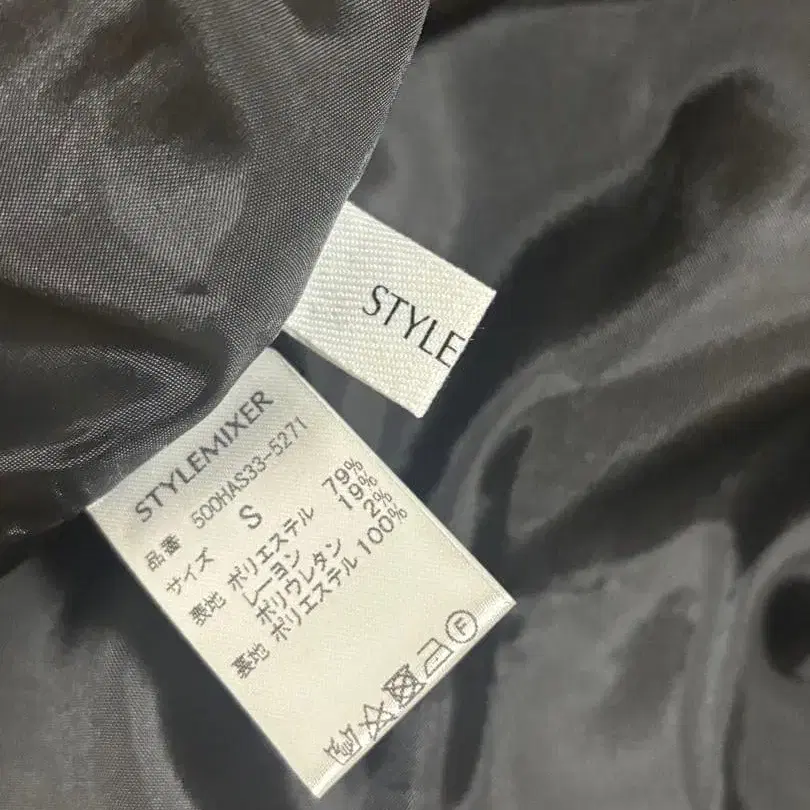 STYLE
STYLEMIXER
品番 500HAS33-5271
サイズ S
表地 ポリエステル 79%
レーヨン 19%
ポリウレタン 2%
裏地 ポリエステル 100%
F